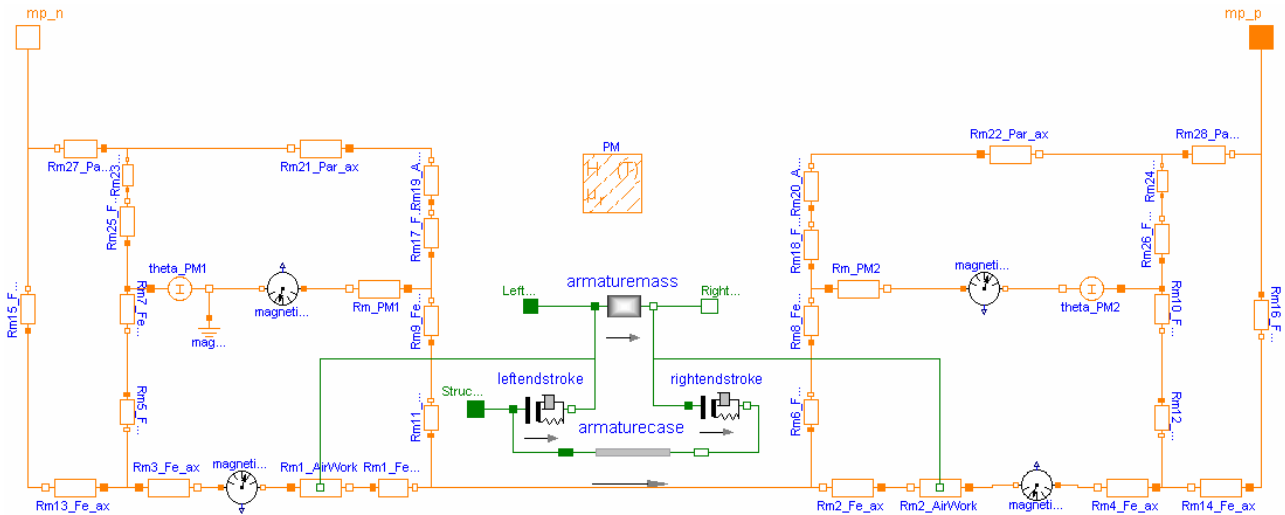 mp_n
mp_p
Rm27_Pa...
Rm23...
Rm21_Par_ax
Rm19_A...
PM
Rm22_Par_ax
Rm28_Pa...
Rm20_A...
Rm24...
Rm25_F...
Rm17_F...
Rm18_F...
Rm26_F...
theta_PM1
magneti...
Rm_PM1
mag...
Rm_PM2
magneti...
theta_PM2
armaturemass
Left...
Right...
Rm15_F...
Rm7_Fe...
Rm9_Fe...
Rm8_Fe...
Rm10_F...
Rm16_F...
leftendstroke
rightendstroke
Struc...
armaturecase
Rm5_F...
Rm11_...
Rm6_F...
Rm12_...
Rm3_Fe_ax
magneti...
Rm1_AirWork
Rm1_Fe...
Rm13_Fe_ax
Rm2_Fe_ax
Rm2_AirWork
magneti...
Rm4_Fe_ax
Rm14_Fe_ax